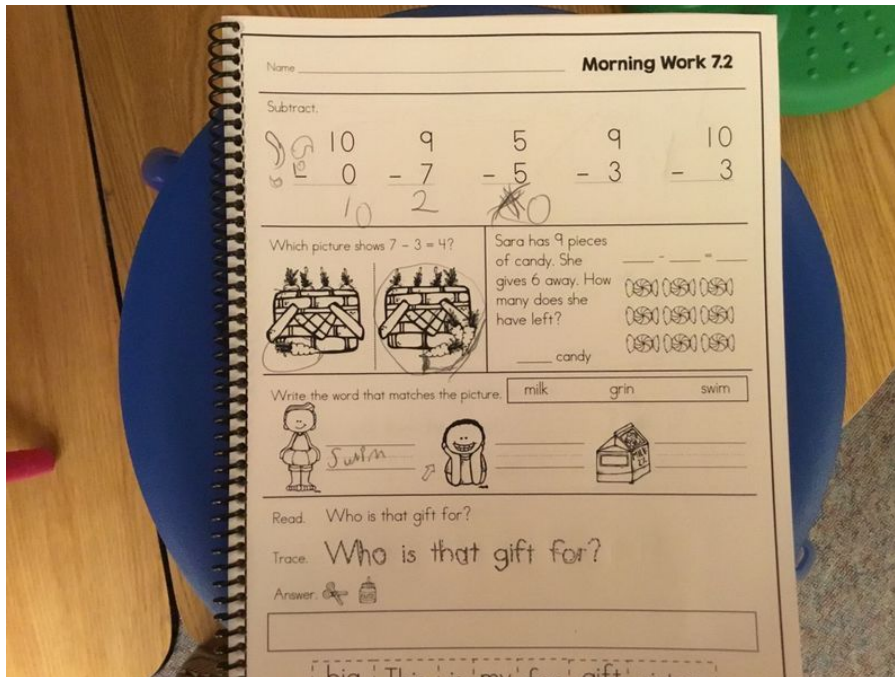 Name Morning Work 7.2
Subtract.
10 9 5 9 10
- 0 - 7 - 5 - 3 - 3
10 2 0
Which picture shows 7 - 3 = 4?
Sara has 9 pieces
of candy. She - =
gives 6 away. How
many does she
have left?
candy
Write the word that matches the picture. milk grin swim
Read. Who is that gift for?
Trace. Who is that gift for?
Answer.
big This is my gift